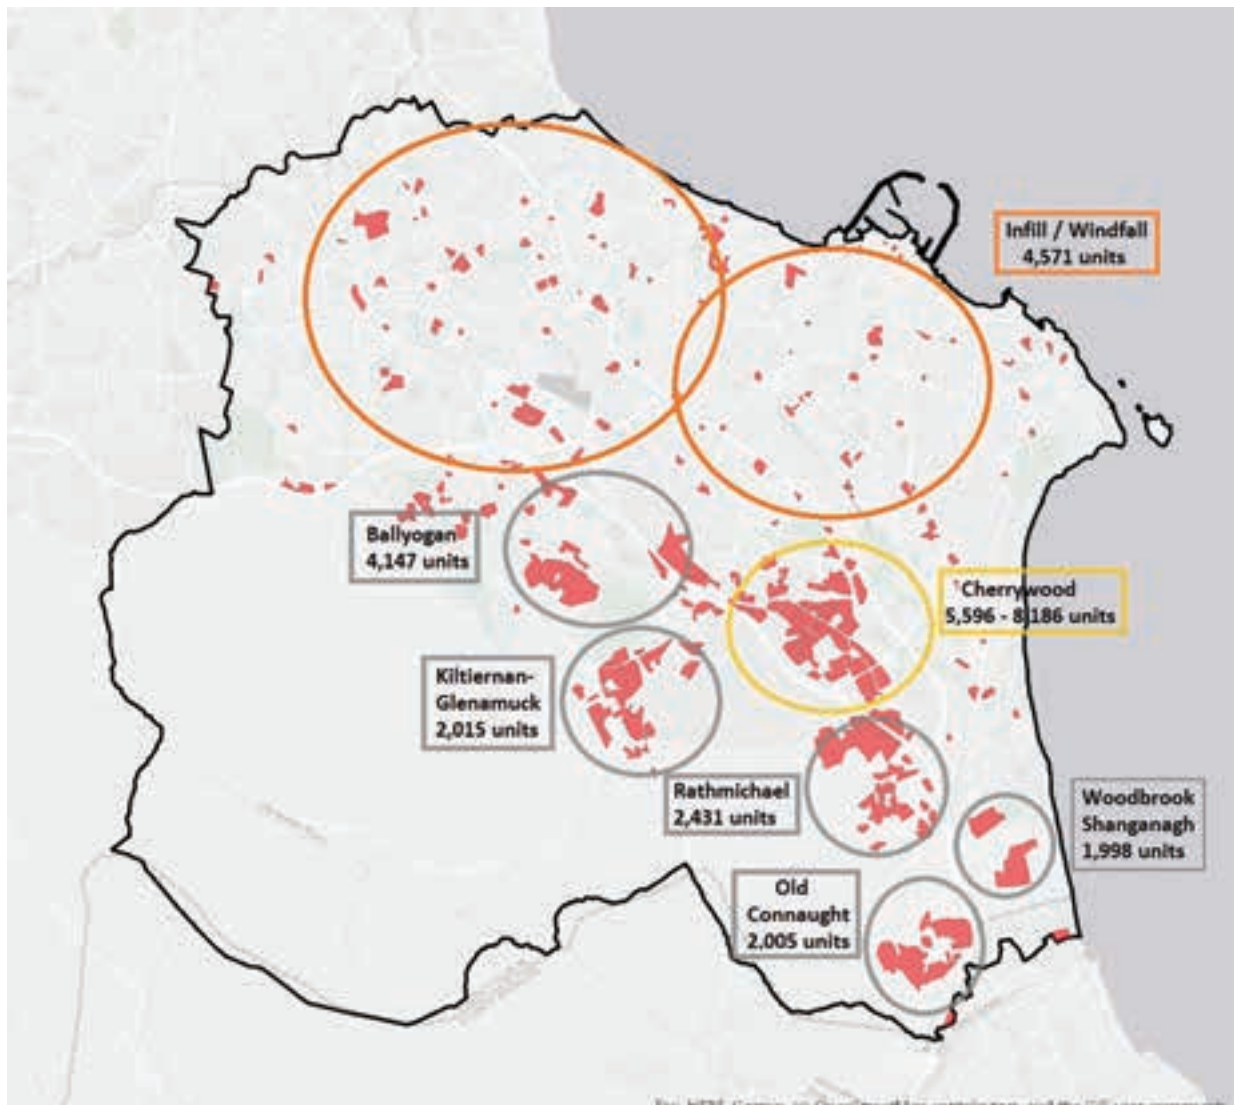 Infill / Windfall
4,571 units
Ballyogan
4,147 units
Cherrywood
5,596 - 8,186 units
Kiltiernan-
Glenamuck
2,015 units
Rathmichael
2,431 units
Woodbrook
Shanganagh
1,998 units
Old
Connaught
2,005 units